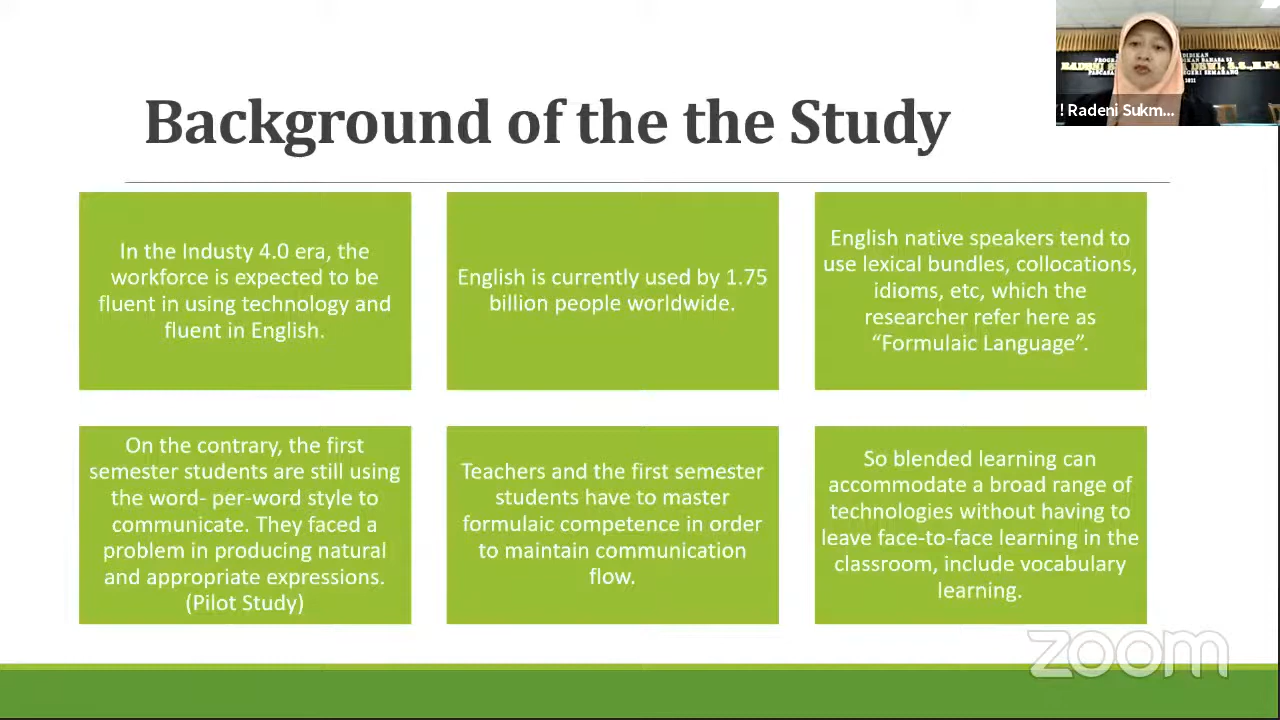 Background of the the Study
In the Industy 4.0 era, the
workforce is expected to be
fluent in using technology and
fluent in English.
English is currently used by 1.75
billion people worldwide.
English native speakers tend to
use lexical bundles, collocations,
idioms, etc, which the
researcher refer here as
“Formulaic Language”.
On the contrary, the first
semester students are still using
the word- per-word style to
communicate. They faced a
problem in producing natural
and appropriate expressions.
(Pilot Study)
Teachers and the first semester
students have to master
formulaic competence in order
to maintain communication
flow.
So blended learning can
accommodate a broad range of
technologies without having to
leave face-to-face learning in the
classroom, include vocabulary
learning.
! Radeni Sukm...
zoom